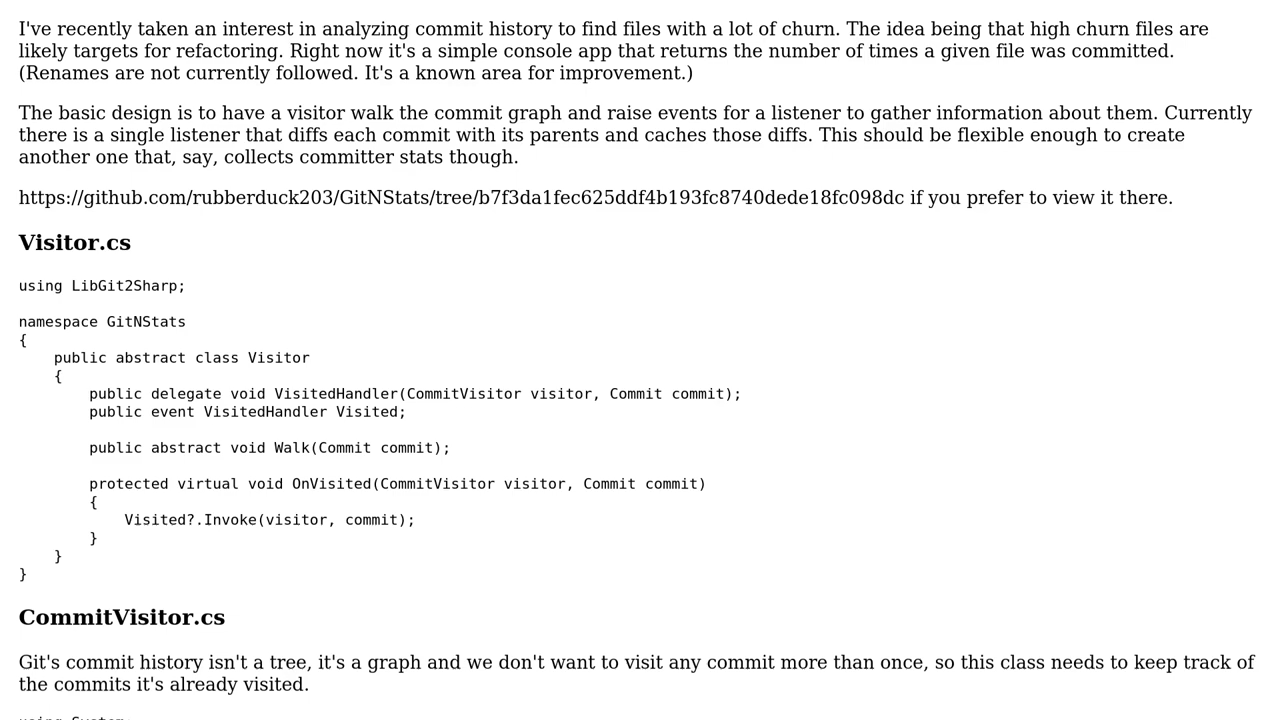 I've recently taken an interest in analyzing commit history to find files with a lot of churn. The idea being that high churn files are
likely targets for refactoring. Right now it's a simple console app that returns the number of times a given file was committed.
(Renames are not currently followed. It's a known area for improvement.)
The basic design is to have a visitor walk the commit graph and raise events for a listener to gather information about them. Currently
there is a single listener that diffs each commit with its parents and caches those diffs. This should be flexible enough to create
another one that, say, collects committer stats though.
https://github.com/rubberduck203/GitNStats/tree/b7f3da1fec625ddf4b193fc8740dede18fc098dc if you prefer to view it there.
Visitor.cs
using LibGit2Sharp;
namespace GitNStats
{
    public abstract class Visitor
    {
        public delegate void VisitedHandler(CommitVisitor visitor, Commit commit);
        public event VisitedHandler Visited;
        public abstract void Walk(Commit commit);
        protected virtual void OnVisited(CommitVisitor visitor, Commit commit)
        {
            Visited?.Invoke(visitor, commit);
        }
    }
}
CommitVisitor.cs
Git's commit history isn't a tree, it's a graph and we don't want to visit any commit more than once, so this class needs to keep track of
the commits it's already visited.
using System;